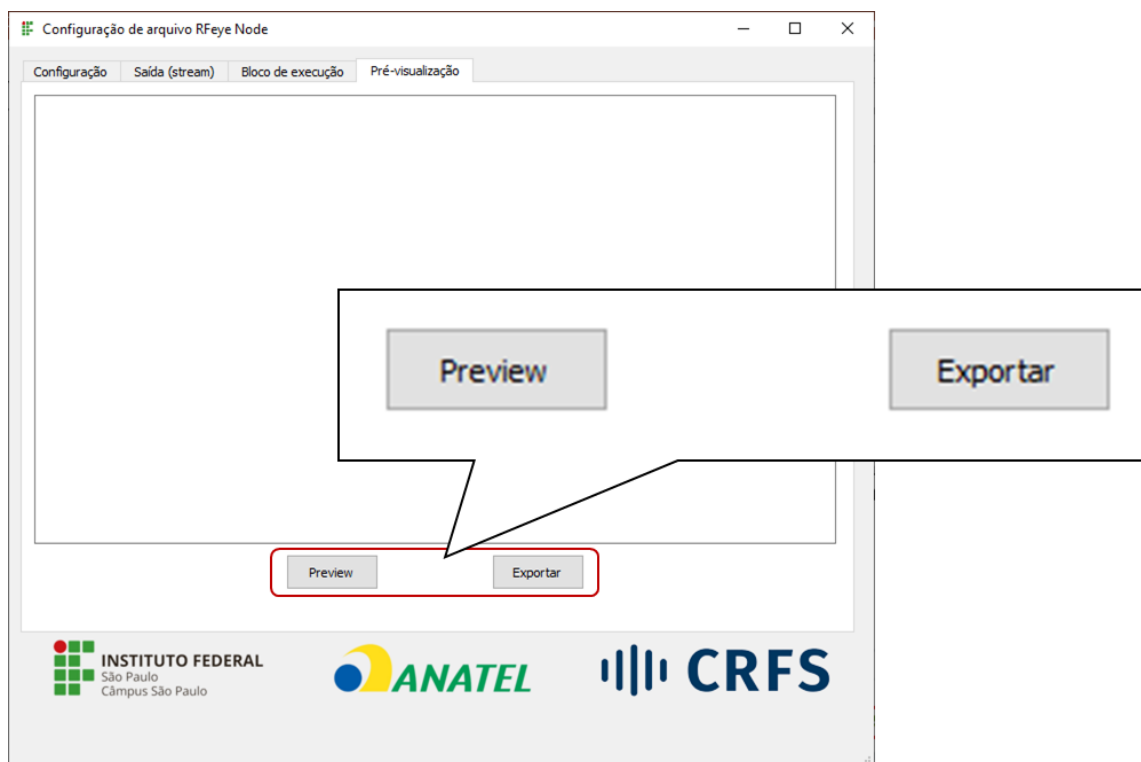 Configuração de arquivo RFeye Node
Configuração Saída (stream) Bloco de execução Pré-visualização
Preview Exportar
Preview Exportar
INSTITUTO FEDERAL
São Paulo
Câmpus São Paulo
ANATEL
CRFS